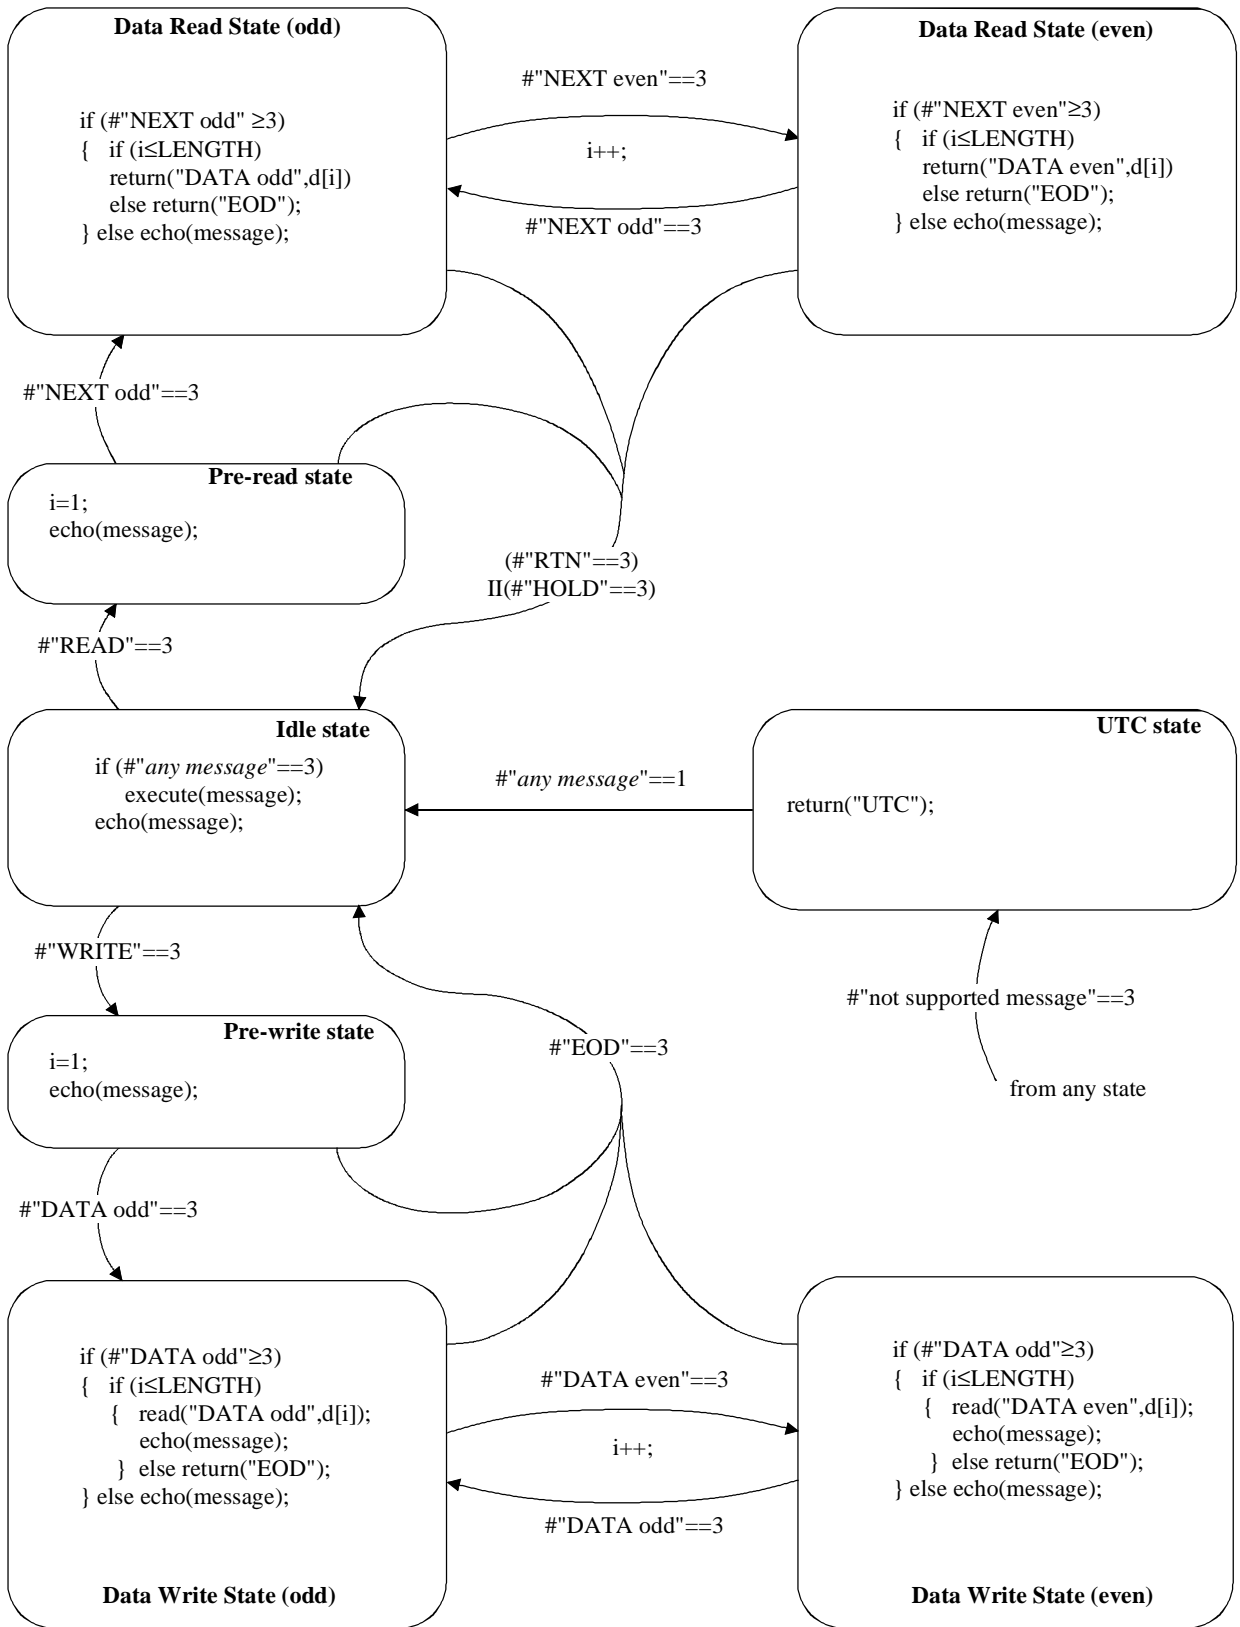 Data Read State (odd)
if (#"NEXT odd" ≥3)
{ if (i≤LENGTH)
return("DATA odd",d[i])
else return("EOD");
} else echo(message);
#"NEXT even"==3
i++;
#"NEXT odd"==3
Data Read State (even)
if (#"NEXT even"≥3)
{ if (i≤LENGTH)
return("DATA even",d[i])
else return("EOD");
} else echo(message);
#"NEXT odd"==3
Pre-read state
i=1;
echo(message);
(#"RTN"==3)
II(#"HOLD"==3)
#"READ"==3
Idle state
if (#"any message"==3)
execute(message);
echo(message);
#"any message"==1
UTC state
return("UTC");
#"WRITE"==3
#"not supported message"==3
from any state
Pre-write state
i=1;
echo(message);
#"EOD"==3
#"DATA odd"==3
if (#"DATA odd"≥3)
{ if (i≤LENGTH)
{ read("DATA odd",d[i]);
echo(message);
} else return("EOD");
} else echo(message);
Data Write State (odd)
#"DATA even"==3
i++;
#"DATA odd"==3
if (#"DATA odd"≥3)
{ if (i≤LENGTH)
{ read("DATA even",d[i]);
echo(message);
} else return("EOD");
} else echo(message);
Data Write State (even)